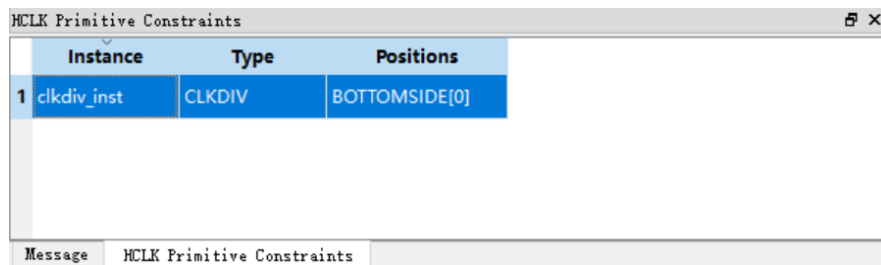 HCLK Primitive Constraints
Instance Type Positions
1 clkdiv_inst CLKDIV BOTTOMSIDE[0]
Message HCLK Primitive Constraints